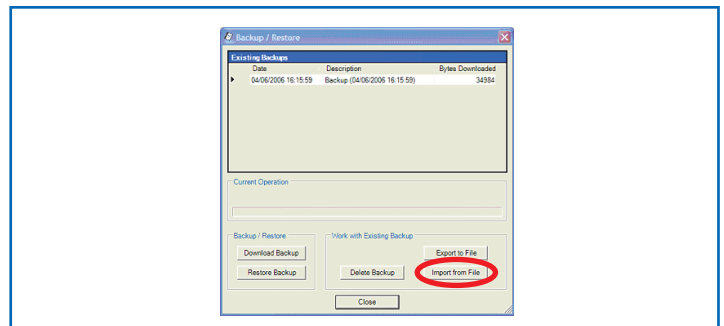 Backup / Restore
Existing Backups
Date Description Bytes Downloaded
04/06/2006 16:15:59 Backup (04/06/2006 16:15:59) 34984
Current Operation
Backup / Restore Work with Existing Backup
Download Backup Export to File
Restore Backup Delete Backup Import from File
Close